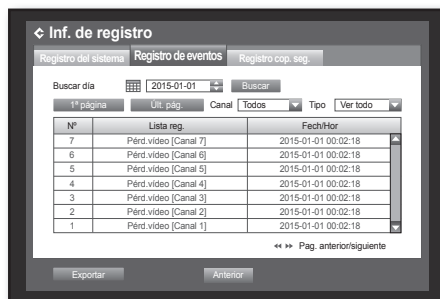 Inf. de registro
Registro del sistema Registro de eventos Registro cop. seg.
Buscar día 2015-01-01 Buscar
1ª página Últ. pág. Canal Todos Tipo Ver todo
Nº Lista reg. Fech/Hor
7 Pérd.vídeo [Canal 7] 2015-01-01 00:02:18
6 Pérd.vídeo [Canal 6] 2015-01-01 00:02:18
5 Pérd.vídeo [Canal 5] 2015-01-01 00:02:18
4 Pérd.vídeo [Canal 4] 2015-01-01 00:02:18
3 Pérd.vídeo [Canal 3] 2015-01-01 00:02:18
2 Pérd.vídeo [Canal 2] 2015-01-01 00:02:18
1 Pérd.vídeo [Canal 1] 2015-01-01 00:02:18
Pag. anterior/siguiente
Exportar Anterior